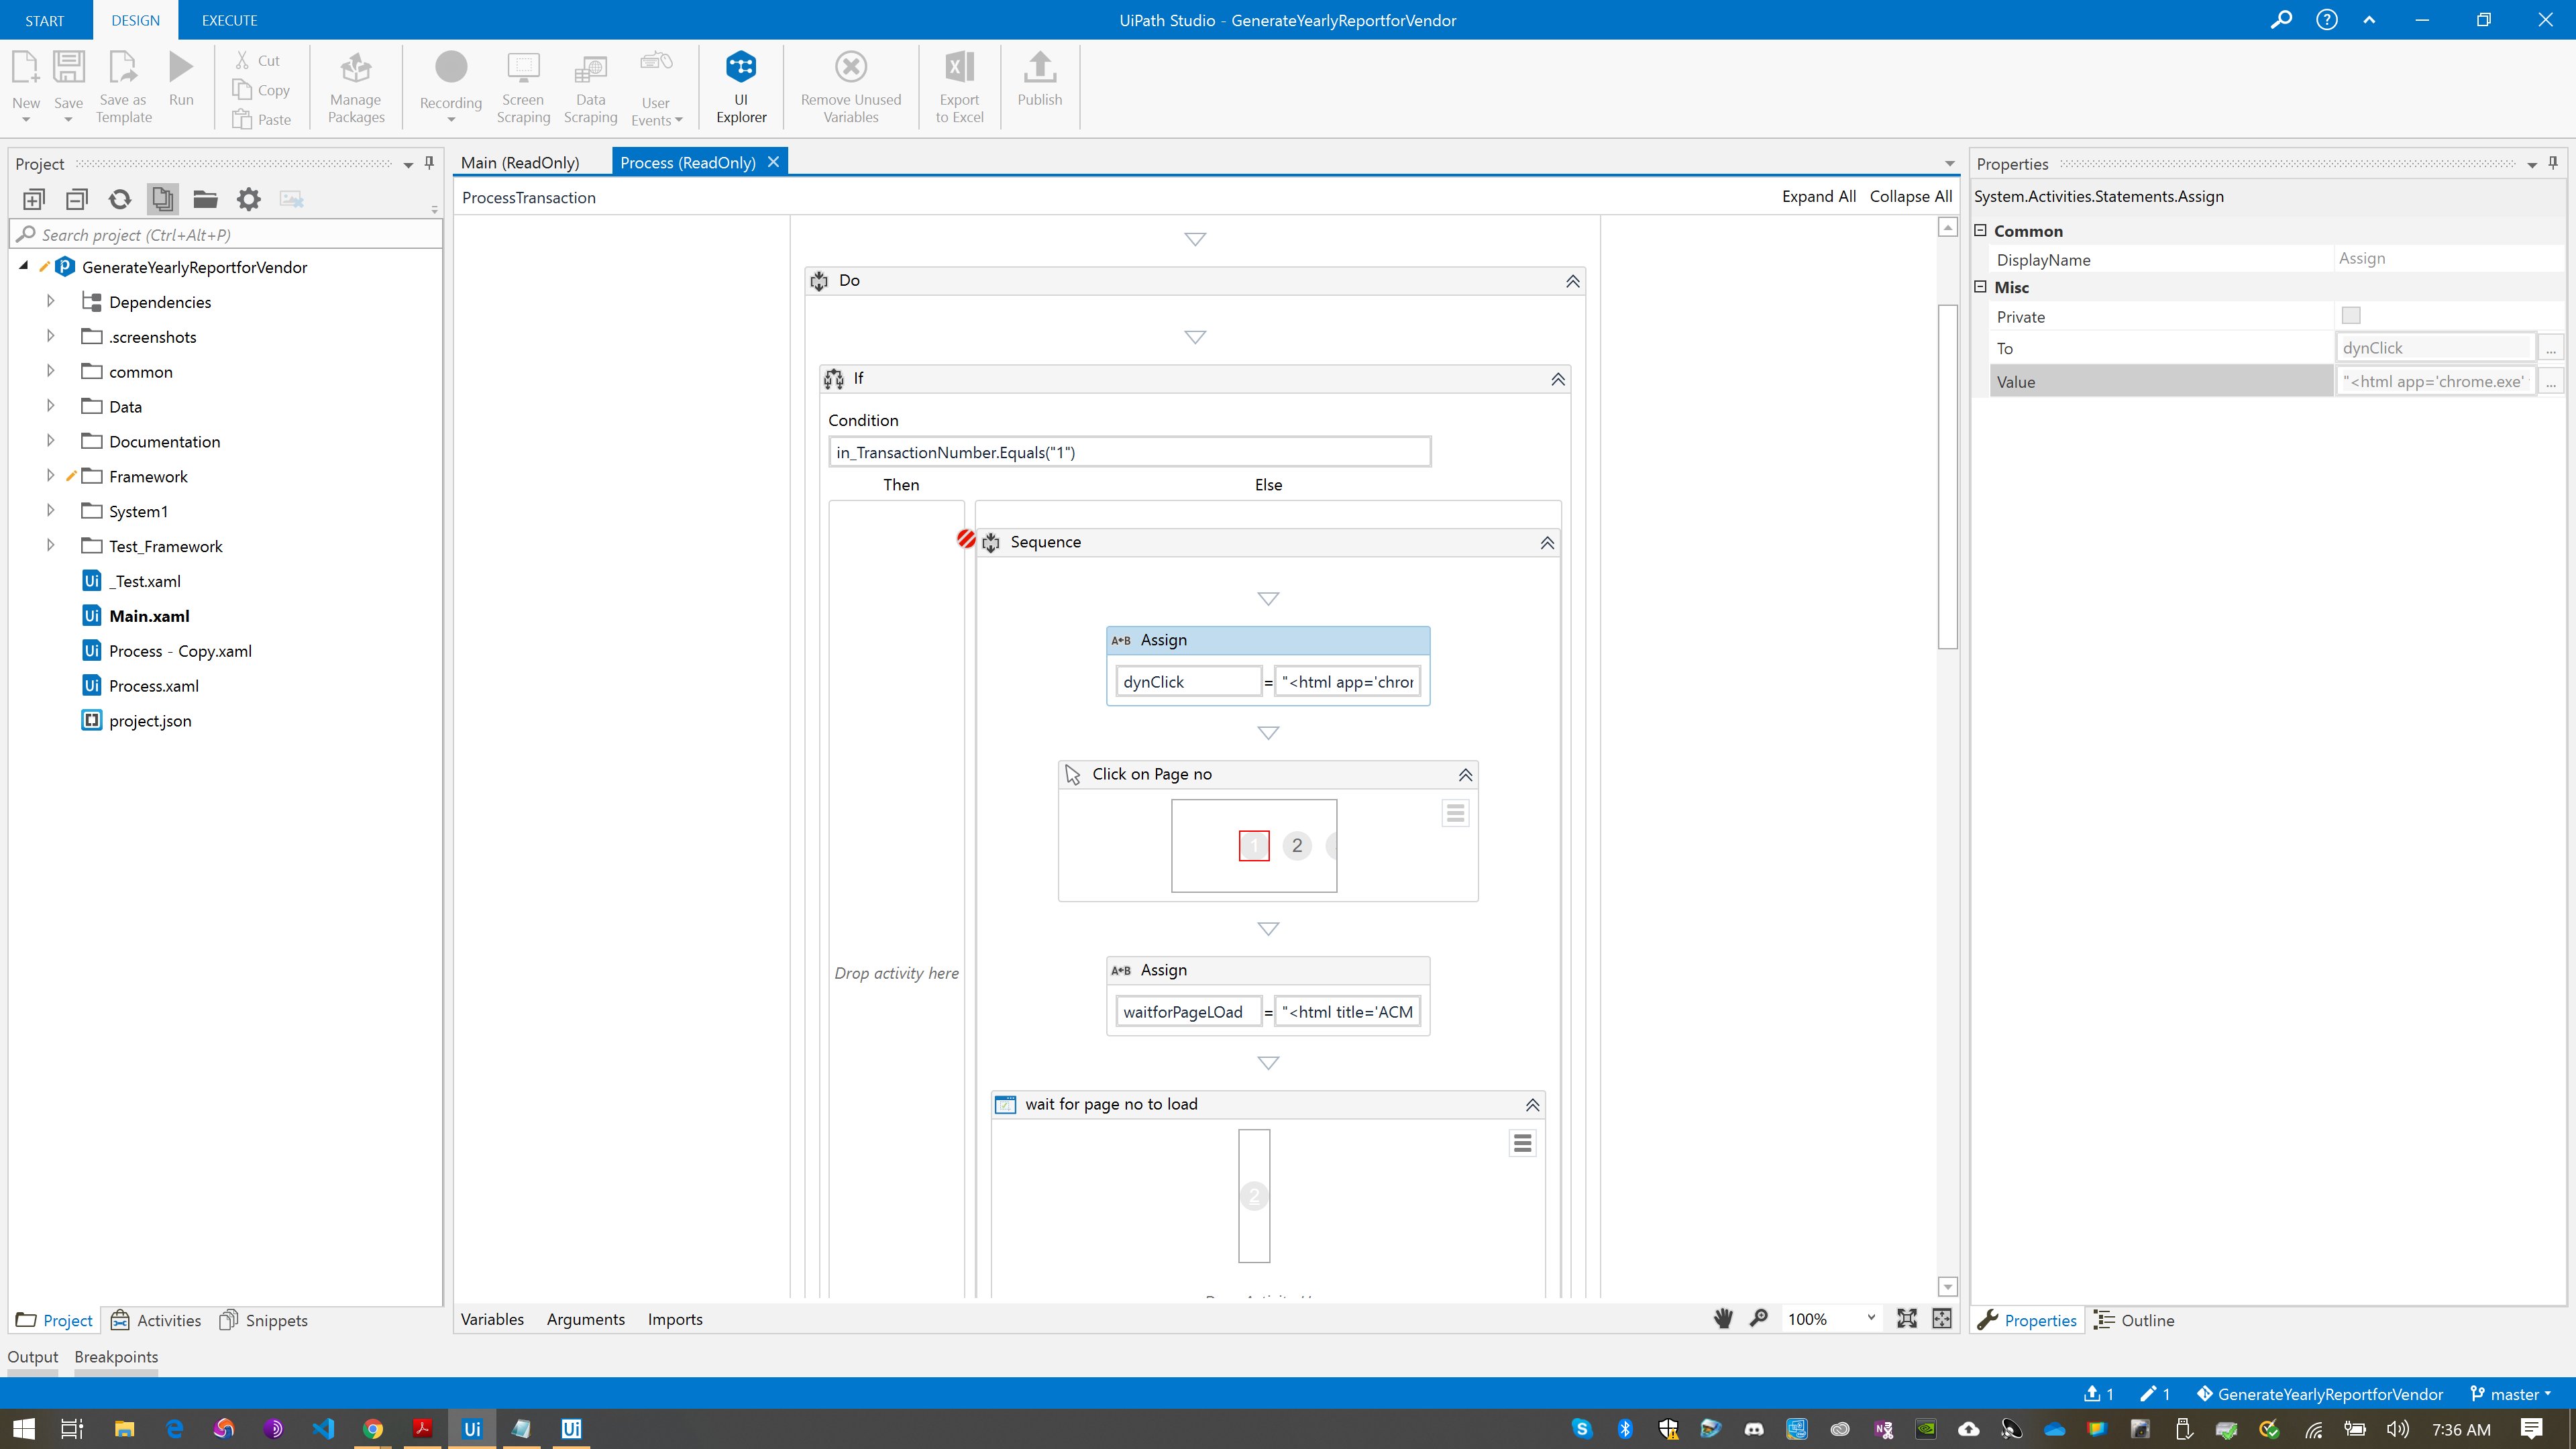 START
DESIGN
EXECUTE
UiPath Studio - GenerateYearlyReportforVendor
New
Save
Save as
Template
Run
Cut
Copy
Paste
Manage
Packages
Recording
Screen
Scraping
Data
Scraping
User
Events
UI
Explorer
Remove Unused
Variables
Export
to Excel
Publish
Project
Search project (Ctrl+Alt+P)
GenerateYearlyReportforVendor
Dependencies
.screenshots
common
Data
Documentation
Framework
System1
Test_Framework
_Test.xaml
Main.xaml
Process - Copy.xaml
Process.xaml
project.json
Project
Activities
Snippets
Main (ReadOnly)
Process (ReadOnly)
ProcessTransaction
Expand All
Collapse All
Do
If
Condition
in_TransactionNumber.Equals("1")
Then
Else
Drop activity here
Sequence
A+B Assign
dynClick = "<html app='chror
Click on Page no
1 2
A+B Assign
waitforPageLOad = "<html title='ACM
wait for page no to load
2
Variables
Arguments
Imports
100%
Properties
System.Activities.Statements.Assign
Common
DisplayName Assign
Misc
Private
To dynClick ...
Value "<html app='chrome.exe' ...
Properties
Outline
Output
Breakpoints
1
1
GenerateYearlyReportforVendor
master
7:36 AM